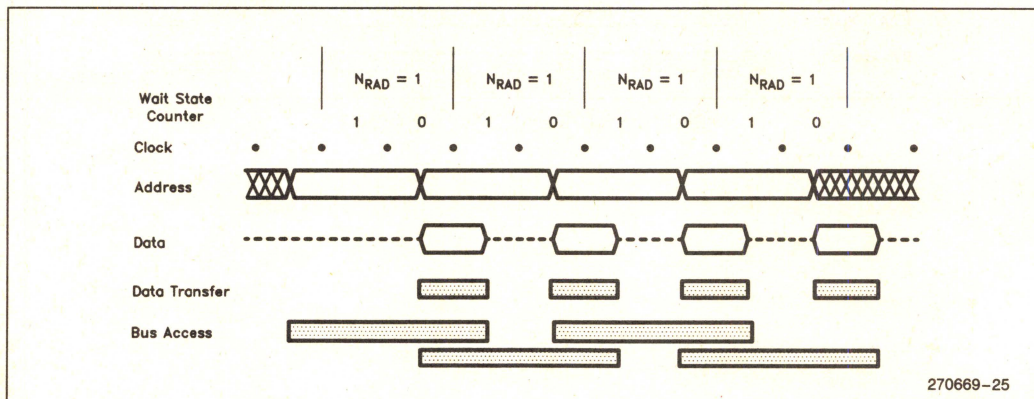 N_RAD = 1 N_RAD = 1 N_RAD = 1 N_RAD = 1
Wait State
Counter
1 0 1 0 1 0 1 0
Clock
Address
Data
Data Transfer
Bus Access
270669-25